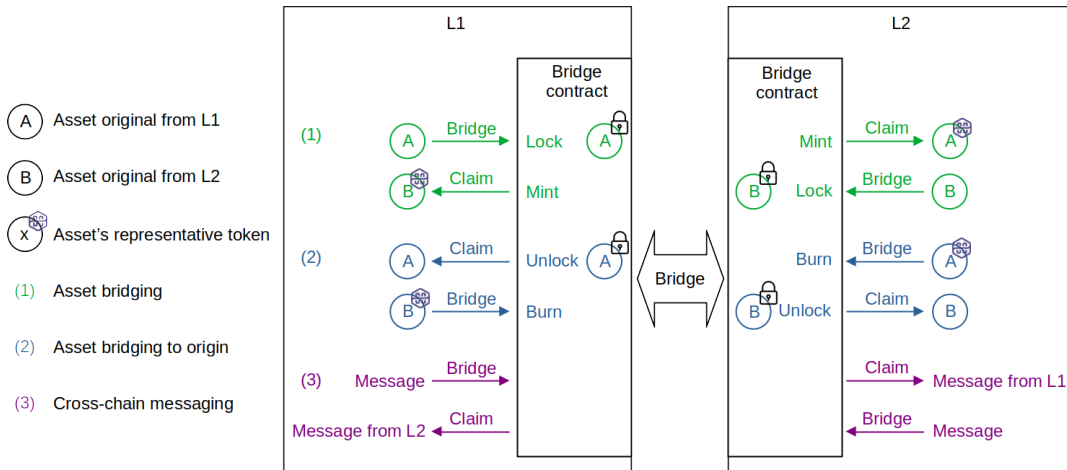 L1
L2
Bridge
contract
Bridge
contract
A Asset original from L1
B Asset original from L2
x Asset's representative token
(1) Asset bridging
(2) Asset bridging to origin
(3) Cross-chain messaging
(1) A Bridge Lock A
B Claim Mint
(2) A Claim Unlock A
B Bridge Burn
(3) Message Bridge
Message from L2 Claim
Bridge
Mint Claim A
B Lock Bridge B
Burn Bridge A
B Unlock Claim B
Claim Message from L1
Bridge Message